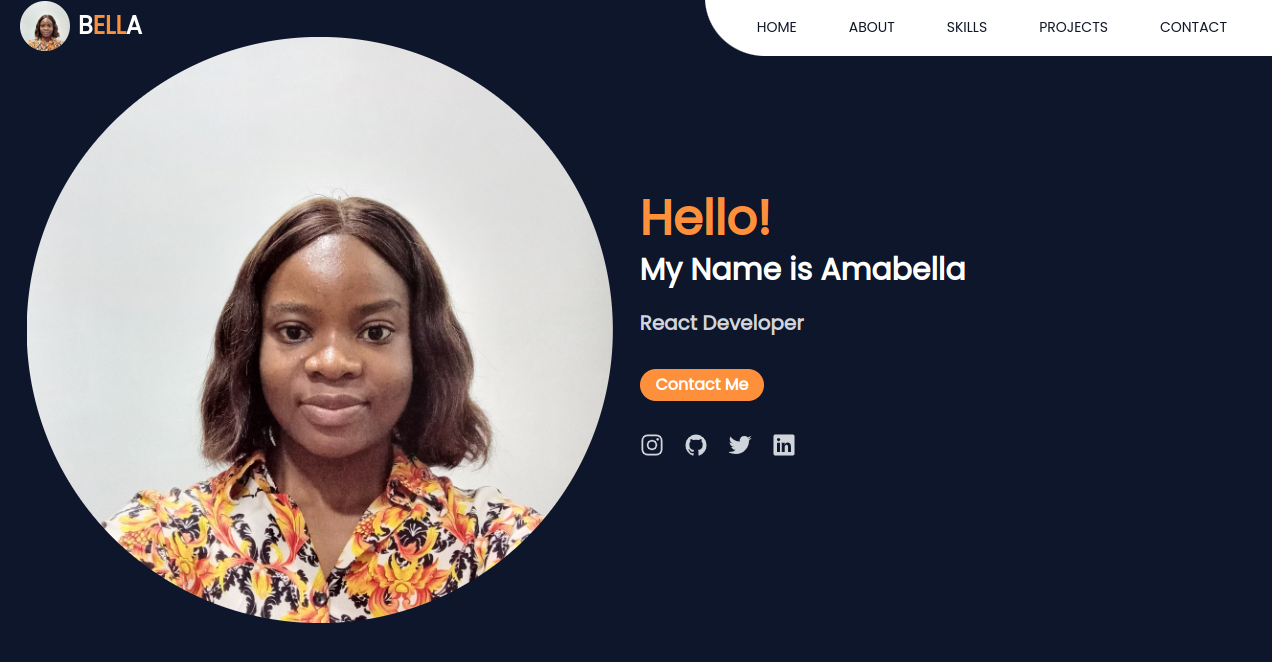 BELLA
HOME ABOUT SKILLS PROJECTS CONTACT
Hello!
My Name is Amabella
React Developer
Contact Me